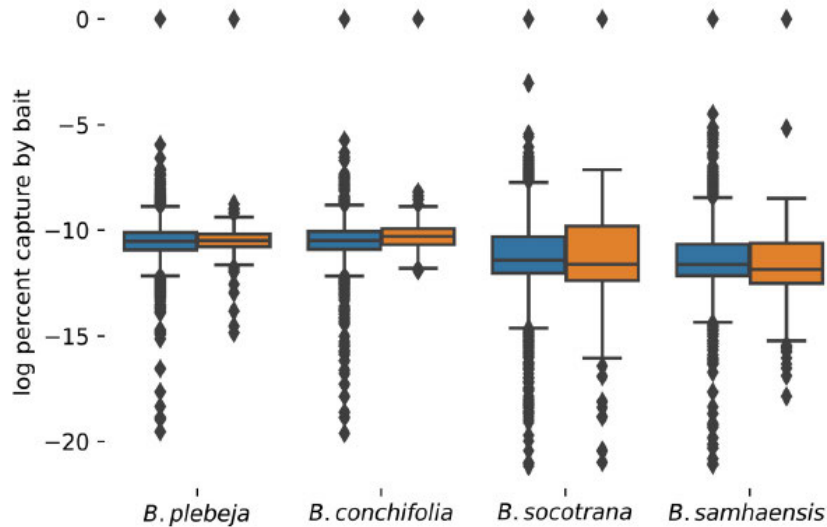 log percent capture by bait
0
−5
−10
−15
−20
B. plebeja B. conchifolia B. socotrana B. samhaensis